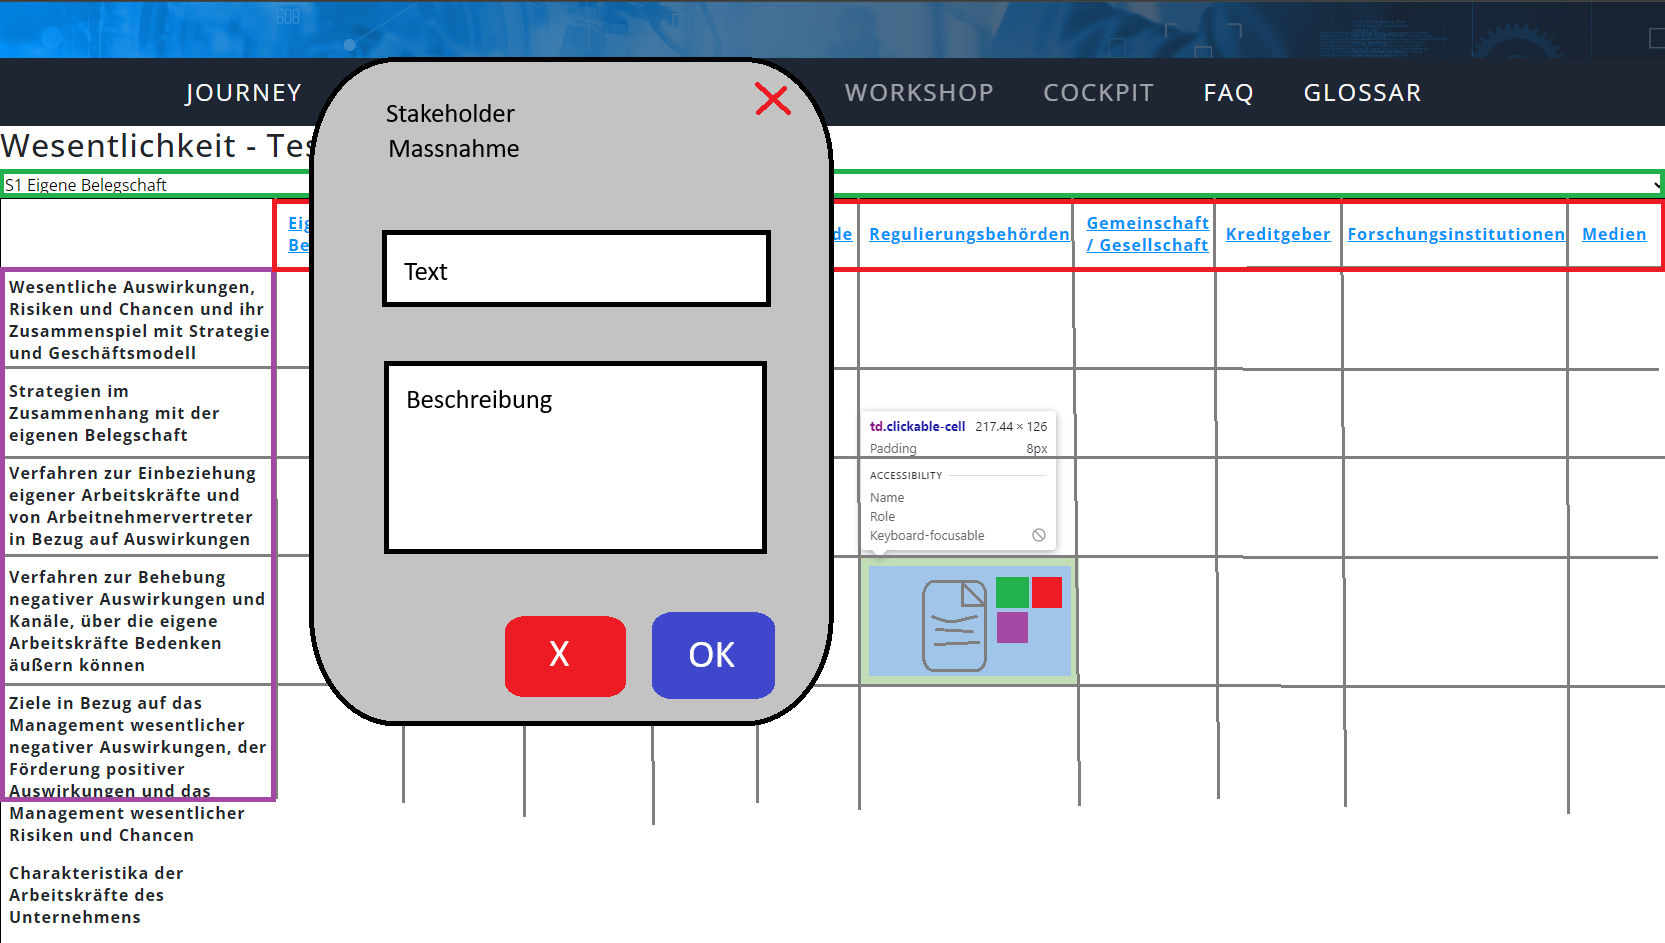 608
JOURNEY
WORKSHOP
COCKPIT
FAQ
GLOSSAR
Wesentlichkeit - Tes
S1 Eigene Belegschaft
Eig
Be
de
Regulierungsbehörden
Gemeinschaft
/ Gesellschaft
Kreditgeber
Forschungsinstitutionen
Medien
Wesentliche Auswirkungen,
Risiken und Chancen und ihr
Zusammenspiel mit Strategie
und Geschäftsmodell
Strategien im
Zusammenhang mit der
eigenen Belegschaft
Verfahren zur Einbeziehung
eigener Arbeitskräfte und
von Arbeitnehmervertreter
in Bezug auf Auswirkungen
Verfahren zur Behebung
negativer Auswirkungen und
Kanäle, über die eigene
Arbeitskräfte Bedenken
äußern können
Ziele in Bezug auf das
Management wesentlicher
negativer Auswirkungen, der
Förderung positiver
Auswirkungen und das
Management wesentlicher
Risiken und Chancen
Charakteristika der
Arbeitskräfte des
Unternehmens
Stakeholder
Massnahme
Text
Beschreibung
X
OK
td.clickable-cell 217.44 × 126
Padding 8px
ACCESSIBILITY
Name
Role
Keyboard-focusable